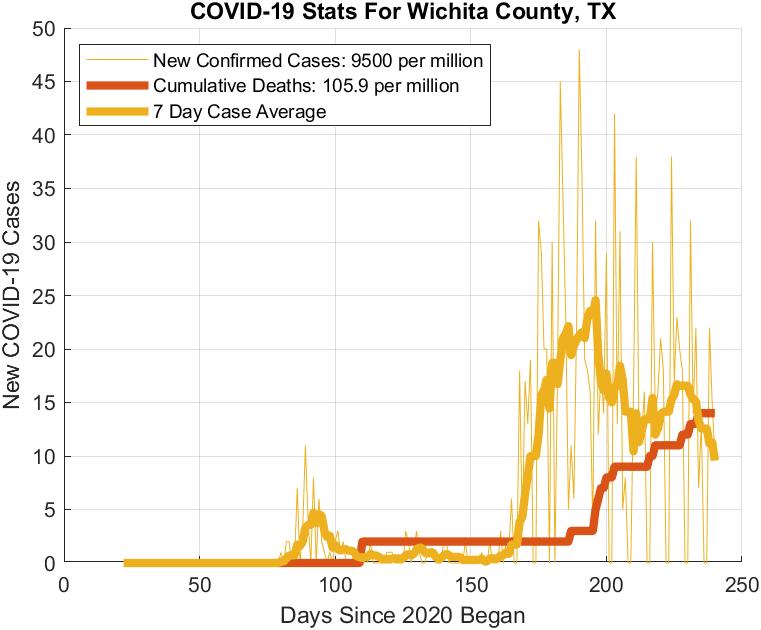 COVID-19 Stats For Wichita County, TX
50
45
40
35
30
25
20
15
10
5
0
New COVID-19 Cases
New Confirmed Cases: 9500 per million
Cumulative Deaths: 105.9 per million
7 Day Case Average
0 50 100 150 200 250
Days Since 2020 Began